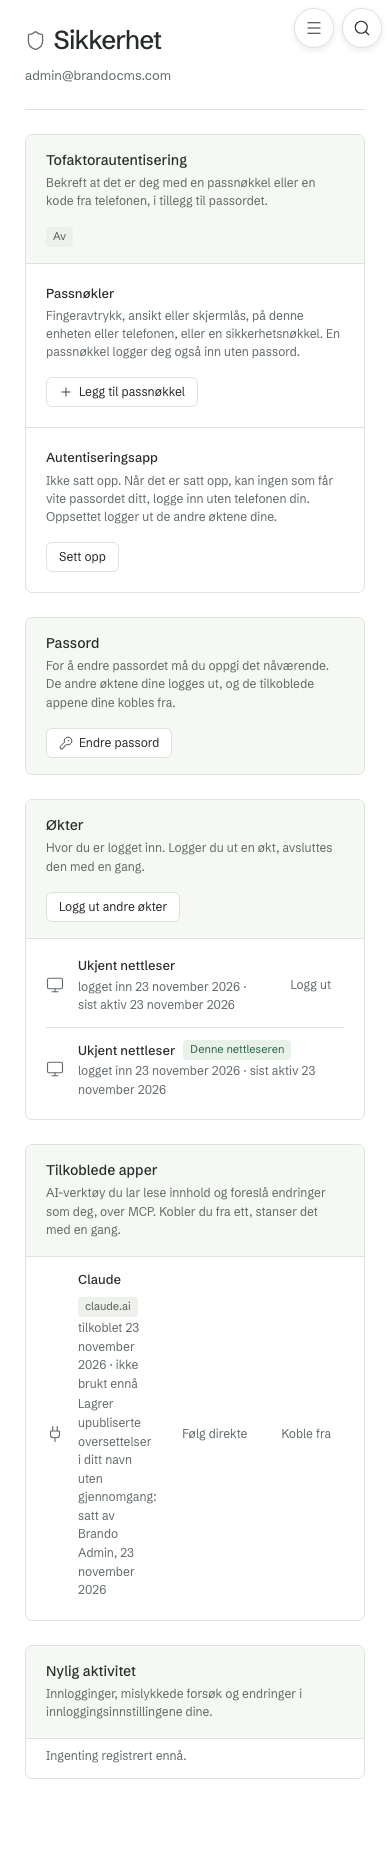 Sikkerhet
admin@brandocms.com
Tofaktorautentisering
Bekreft at det er deg med en passnøkkel eller en
kode fra telefonen, i tillegg til passordet.
Av
Passnøkler
Fingeravtrykk, ansikt eller skjermlås, på denne
enheten eller telefonen, eller en sikkerhetsnøkkel. En
passnøkkel logger deg også inn uten passord.
Legg til passnøkkel
Autentiseringsapp
Ikke satt opp. Når det er satt opp, kan ingen som får
vite passordet ditt, logge inn uten telefonen din.
Oppsettet logger ut de andre øktene dine.
Sett opp
Passord
For å endre passordet må du oppgi det nåværende.
De andre øktene dine logges ut, og de tilkoblede
appene dine kobles fra.
Endre passord
Økter
Hvor du er logget inn. Logger du ut en økt, avsluttes
den med en gang.
Logg ut andre økter
Ukjent nettleser
logget inn 23 november 2026 ·
sist aktiv 23 november 2026
Logg ut
Ukjent nettleser Denne nettleseren
logget inn 23 november 2026 · sist aktiv 23
november 2026
Tilkoblede apper
AI-verktøy du lar lese innhold og foreslå endringer
som deg, over MCP. Kobler du fra ett, stanser det
med en gang.
Claude
claude.ai
tilkoblet 23
november
2026 · ikke
brukt ennå
Lagrer
upubliserte
oversettelser
i ditt navn
uten
gjennomgang:
satt av
Brando
Admin, 23
november
2026
Følg direkte
Koble fra
Nylig aktivitet
Innlogginger, mislykkede forsøk og endringer i
innloggingsinnstillingene dine.
Ingenting registrert ennå.